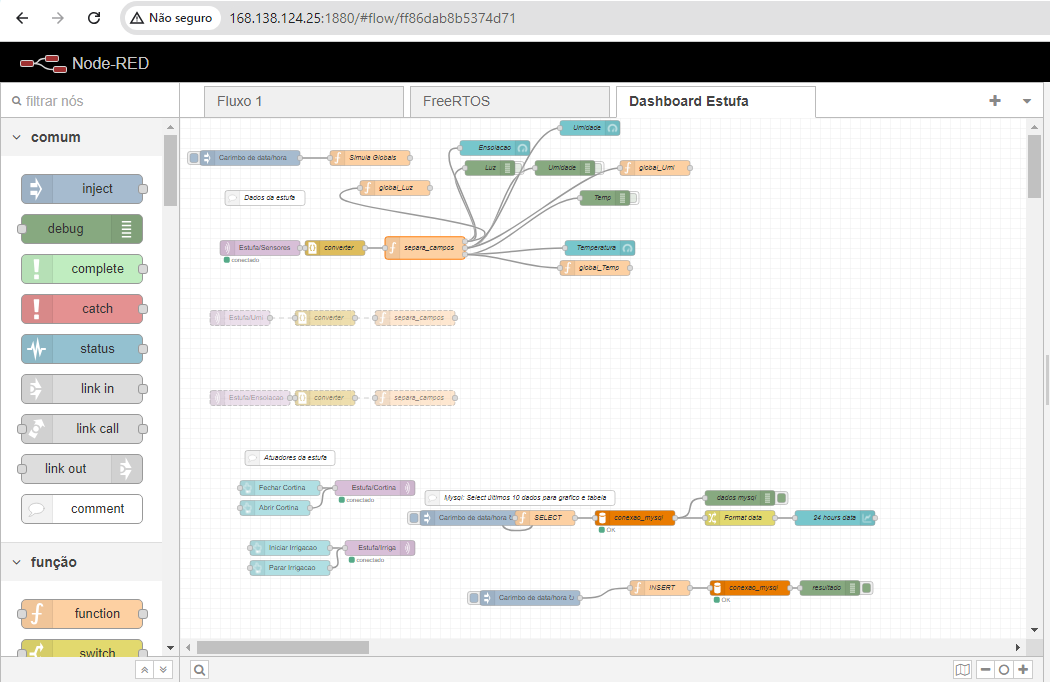 Não seguro 168.138.124.25:1880/#flow/ff86dab8b5374d71
Node-RED
filtrar nós
Fluxo 1 FreeRTOS Dashboard Estufa
comum
inject
debug
complete
catch
status
link in
link call
link out
comment
função
function
switch
Umidade
Ensolacao
Carimbo de data/hora Simula Globais
Luz Umidade global_Umi
global_Luz
Dados da estufa Temp
Estufa/Sensores converter separa_campos Temperatura
conectado
global_Temp
Estufa/Umi converter separa_campos
Estufa/Ensolacao converter separa_campos
Atuadores da estufa
Fechar Cortina Estufa/Cortina
conectado
Mysql: Select últimos 10 dados para grafico e tabela dados mysql
Abrir Cortina
Carimbo de data/hora ↻ SELECT conexao_mysql Format data 24 hours data
OK
Iniciar Irrigacao Estufa/Irriga
conectado
Parar Irrigacao
Carimbo de data/hora ↻ INSERT conexao_mysql resultado
OK